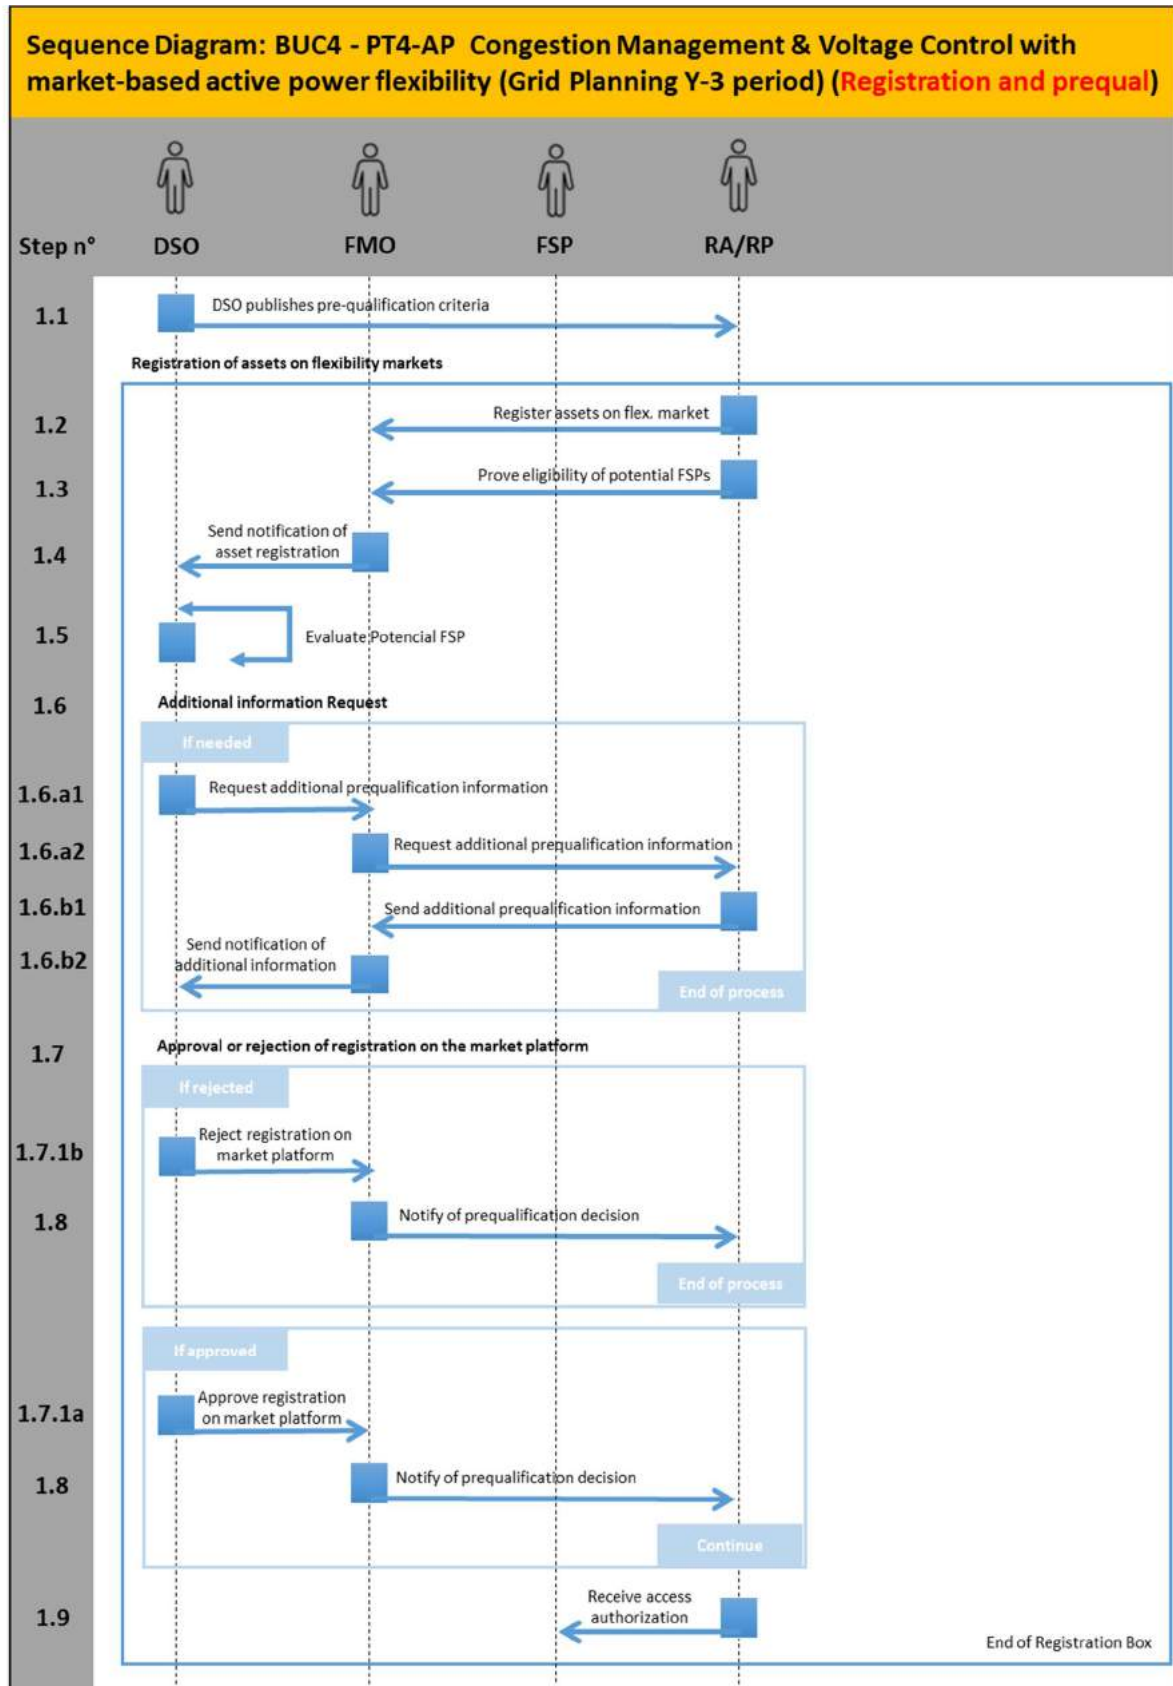 Sequence Diagram: BUC4 - PT4-AP Congestion Management & Voltage Control with
market-based active power flexibility (Grid Planning Y-3 period) (Registration and prequal)
Step n° DSO FMO FSP RA/RP
1.1 DSO publishes pre-qualification criteria
Registration of assets on flexibility markets
1.2 Register assets on flex. market
1.3 Prove eligibility of potential FSPs
1.4 Send notification of
asset registration
1.5 Evaluate Potencial FSP
1.6 Additional information Request
If needed
1.6.a1 Request additional prequalification information
1.6.a2 Request additional prequalification information
1.6.b1 Send additional prequalification information
1.6.b2 Send notification of
additional information
End of process
1.7 Approval or rejection of registration on the market platform
If rejected
1.7.1b Reject registration on
market platform
1.8 Notify of prequalification decision
End of process
If approved
1.7.1a Approve registration
on market platform
1.8 Notify of prequalification decision
Continue
1.9 Receive access
authorization
End of Registration Box